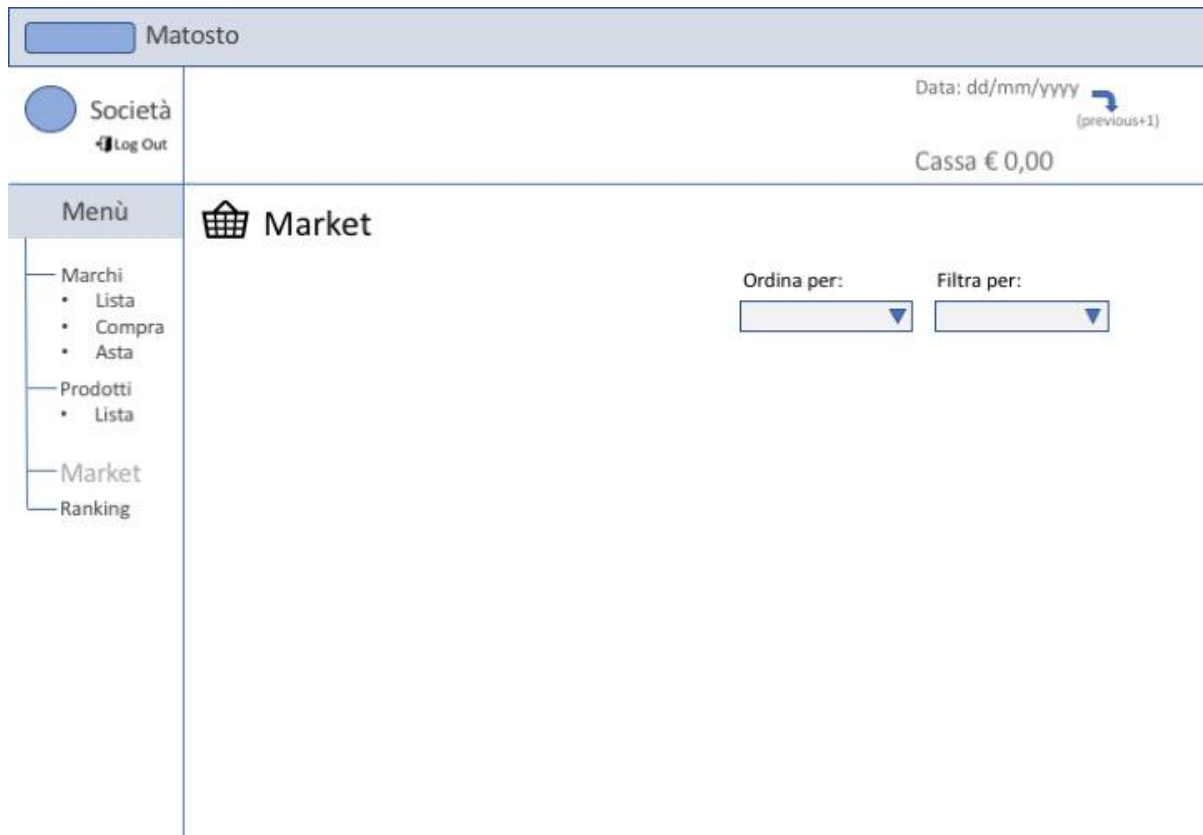 Matosto
Società
Log Out
Data: dd/mm/yyyy
(previous+1)
Cassa € 0,00
Menù
Marchi
• Lista
• Compra
• Asta
Prodotti
• Lista
Market
Ranking
Market
Ordina per:
Filtra per: